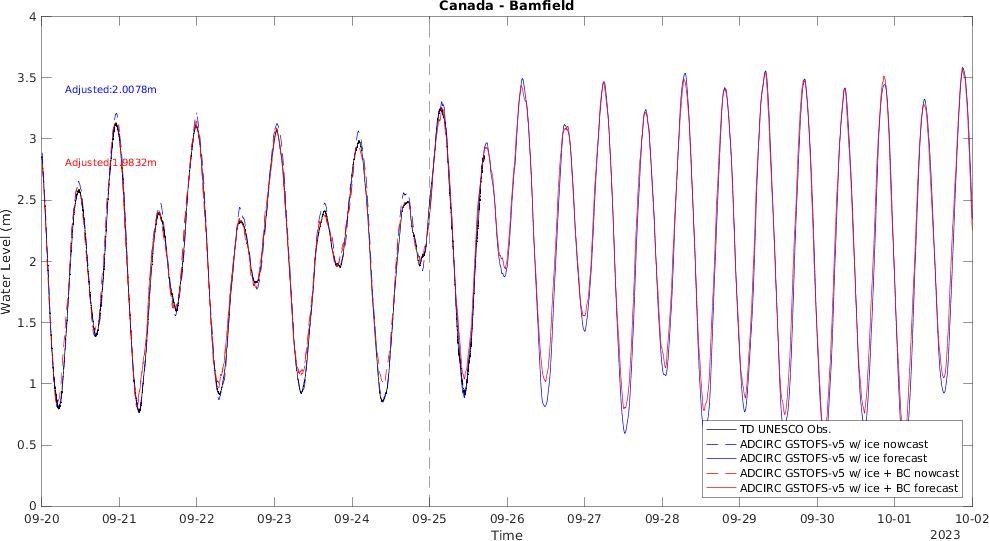 Canada - Bamfield
4
3.5
3
2.5
2
1.5
1
0.5
0
Water Level (m)
Adjusted:2.0078m
Adjusted:1.9832m
TD UNESCO Obs.
ADCIRC GSTOFS-v5 w/ ice nowcast
ADCIRC GSTOFS-v5 w/ ice forecast
ADCIRC GSTOFS-v5 w/ ice + BC nowcast
ADCIRC GSTOFS-v5 w/ ice + BC forecast
09-20 09-21 09-22 09-23 09-24 09-25 09-26 09-27 09-28 09-29 09-30 10-01 10-02
Time
2023